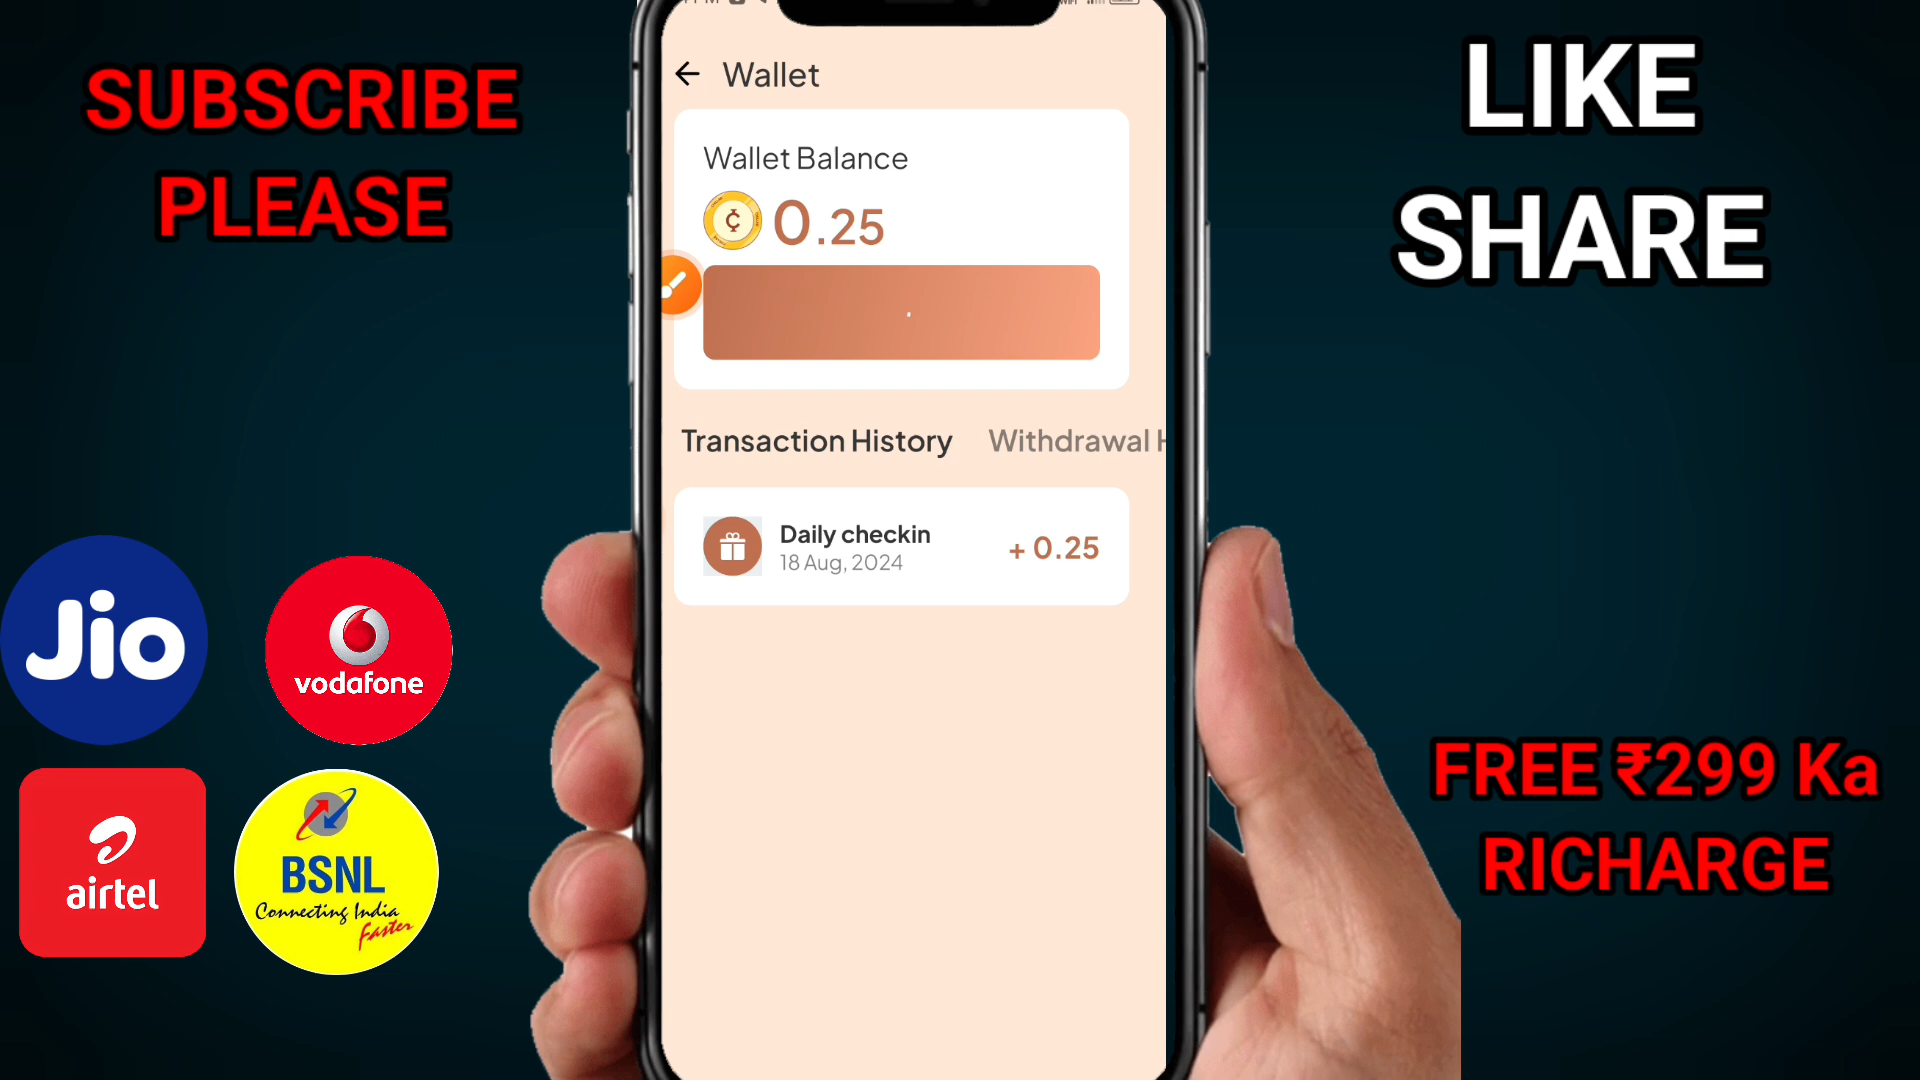 SUBSCRIBE
PLEASE
LIKE
SHARE
Wallet
Wallet Balance
0.25
Transaction History Withdrawal H
Daily checkin
18 Aug, 2024
+ 0.25
Jio
vodafone
airtel
BSNL
Connecting India
Faster
FREE ₹299 Ka
RICHARGE